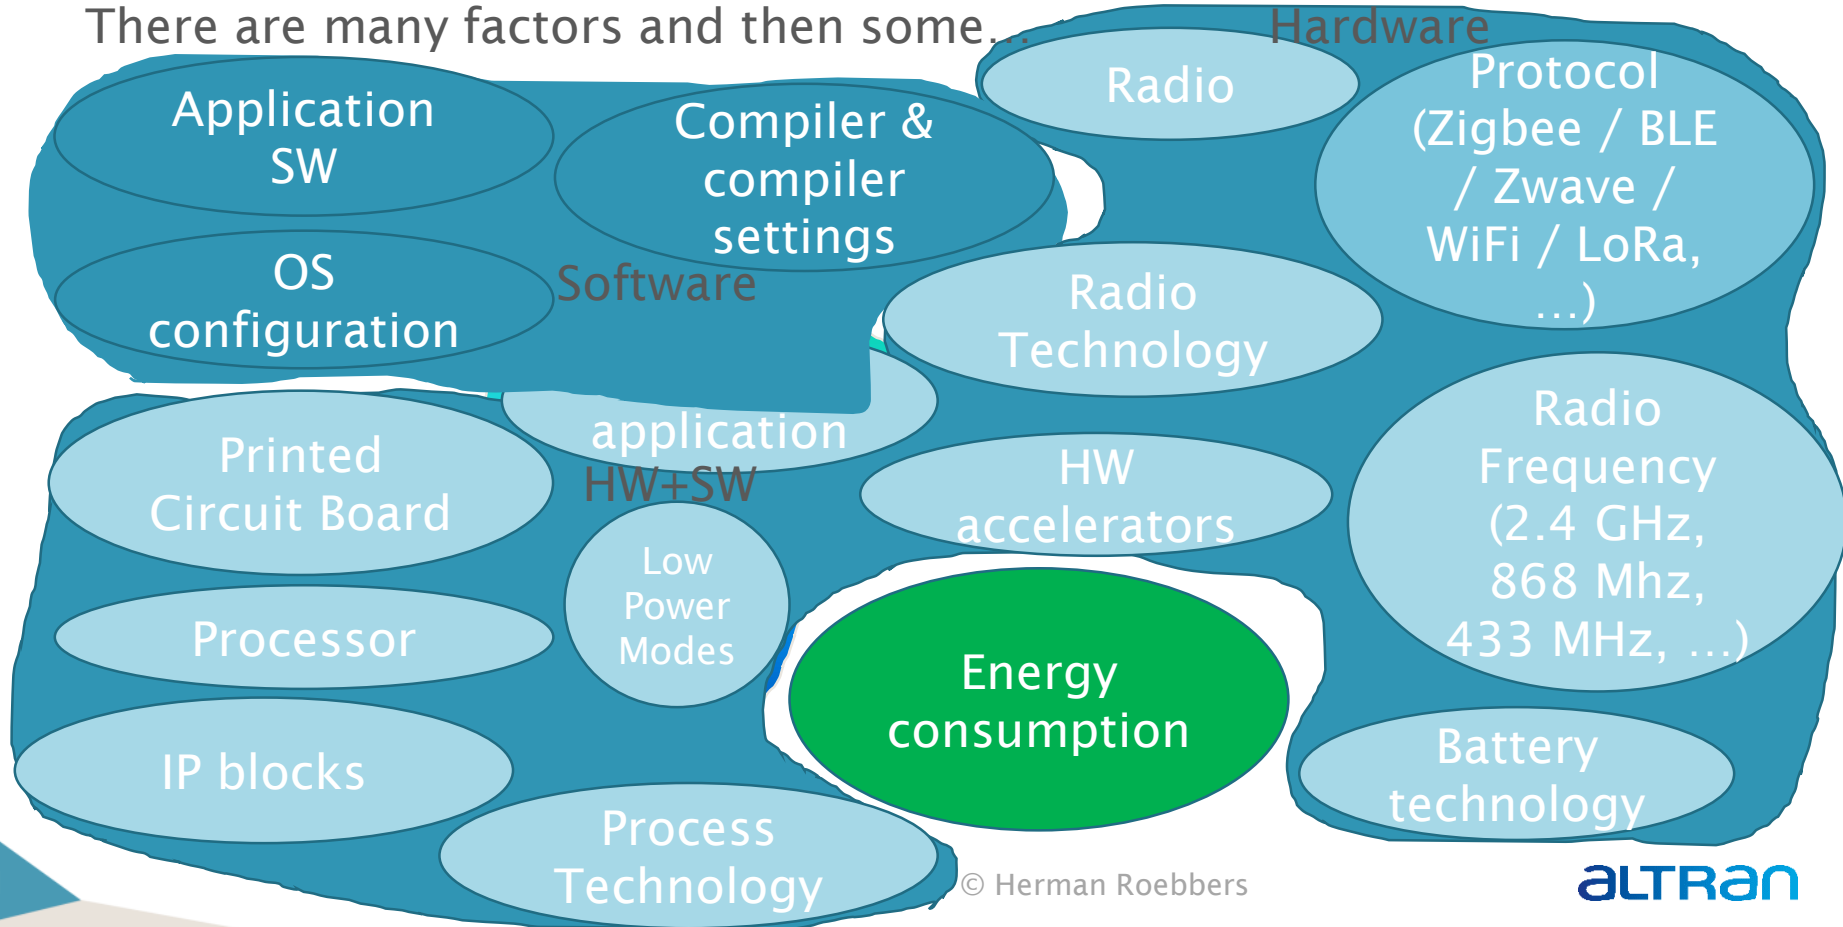 There are many factors and then some...
Hardware
Application
SW
Compiler &
compiler
settings
Radio
Protocol
(Zigbee / BLE
/ Zwave /
WiFi / LoRa,
...)
OS
configuration
Software
Radio
Technology
application
HW+SW
Printed
Circuit Board
HW
accelerators
Radio
Frequency
(2.4 GHz,
868 Mhz,
433 MHz, ...)
Low
Power
Modes
Processor
Energy
consumption
IP blocks
Battery
technology
Process
Technology
© Herman Roebbers
aLTRan